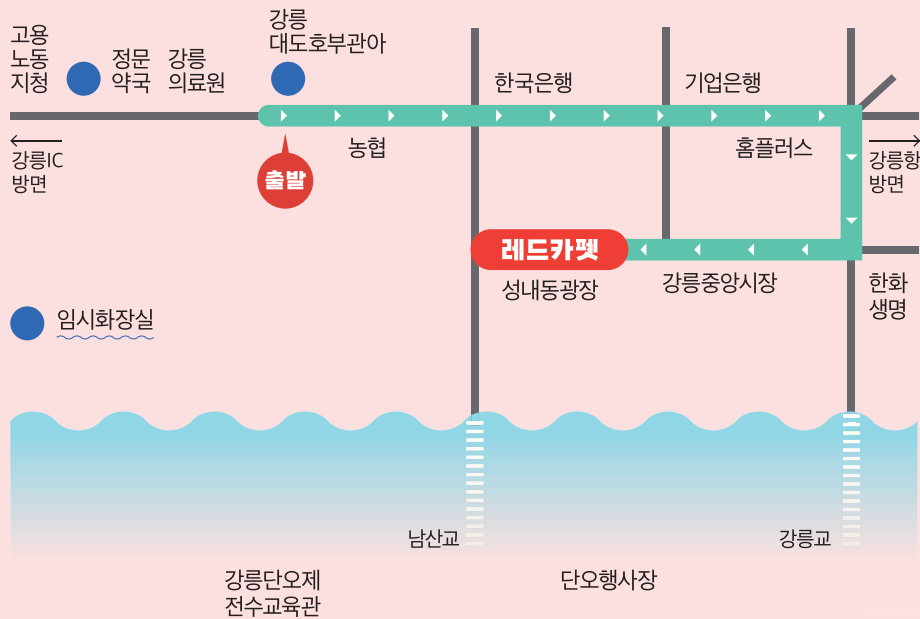 고용
노동
지청
정문
약국
강릉
의료원
강릉
대도호부관아
한국은행
기업은행
강릉IC
방면
출발
농협
홈플러스
강릉항
방면
레드카펫
성내동광장
강릉중앙시장
한화
생명
임시화장실
남산교
강릉교
강릉단오제
전수교육관
단오행사장